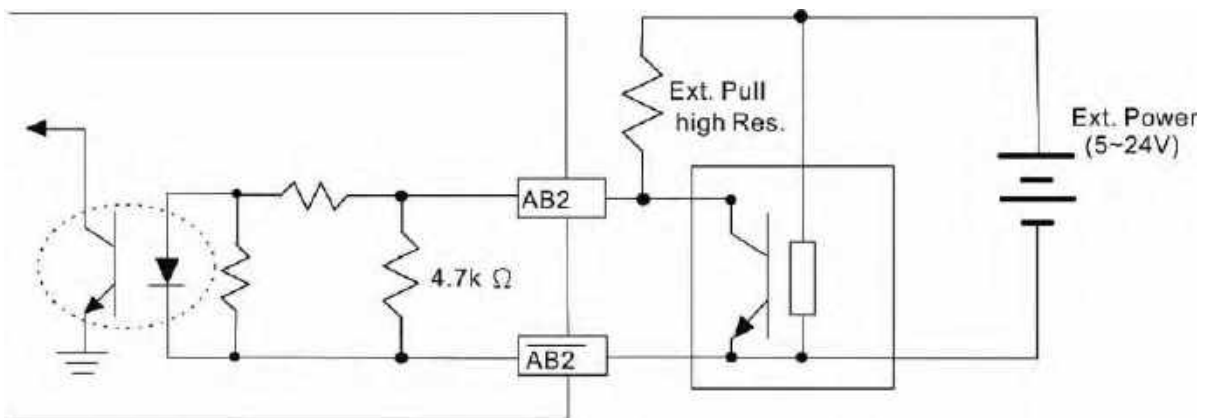 Ext. Pull
high Res.
Ext. Power
(5~24V)
AB2
4.7k Ω
AB2